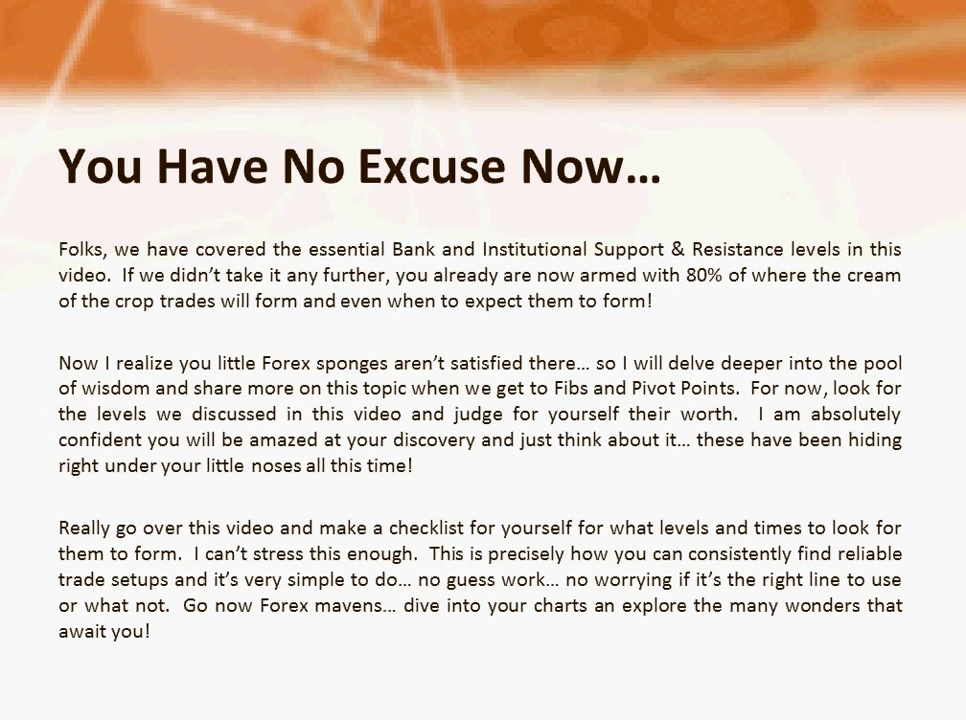 You Have No Excuse Now…
Folks, we have covered the essential Bank and Institutional Support & Resistance levels in this
video.  If we didn’t take it any further, you already are now armed with 80% of where the cream
of the crop trades will form and even when to expect them to form!
Now I realize you little Forex sponges aren’t satisfied there… so I will delve deeper into the pool
of wisdom and share more on this topic when we get to Fibs and Pivot Points.  For now, look for
the levels we discussed in this video and judge for yourself their worth.  I am absolutely
confident you will be amazed at your discovery and just think about it… these have been hiding
right under your little noses all this time!
Really go over this video and make a checklist for yourself for what levels and times to look for
them to form.  I can’t stress this enough.  This is precisely how you can consistently find reliable
trade setups and it’s very simple to do… no guess work… no worrying if it’s the right line to use
or what not.  Go now Forex mavens… dive into your charts an explore the many wonders that
await you!